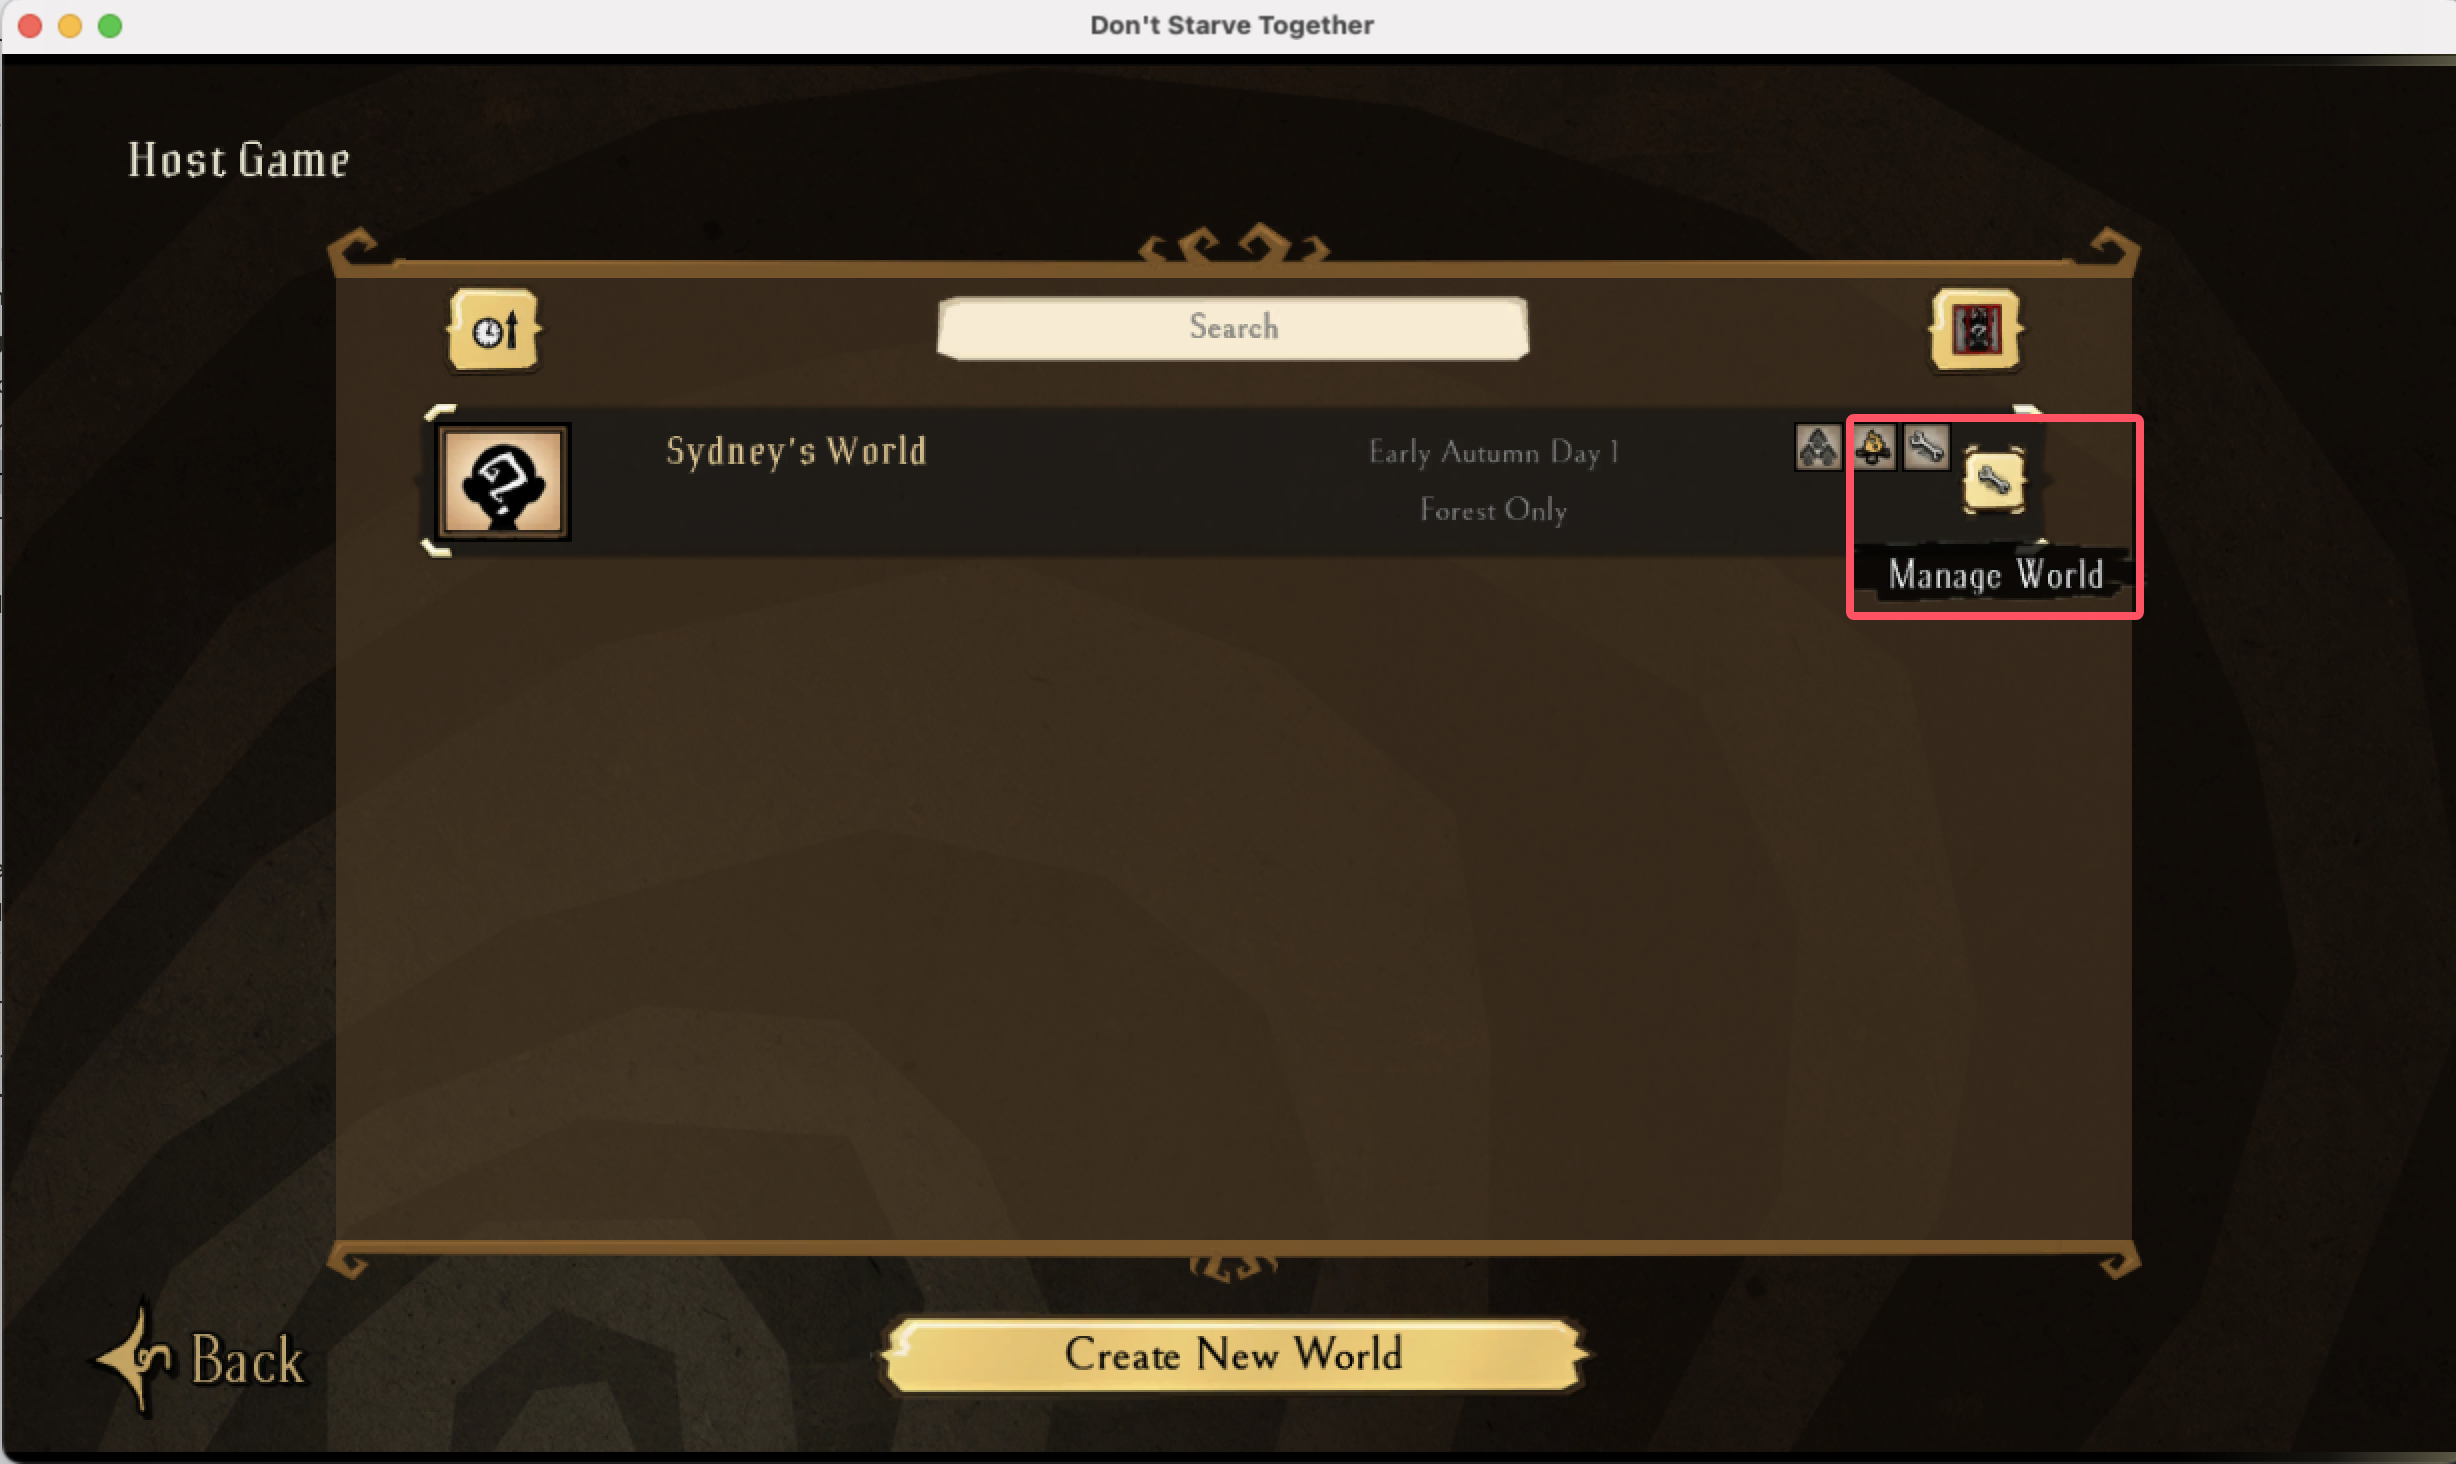 Don't Starve Together
Host Game
Search
Sydney's World
Early Autumn Day 1
Forest Only
Manage World
Back
Create New World